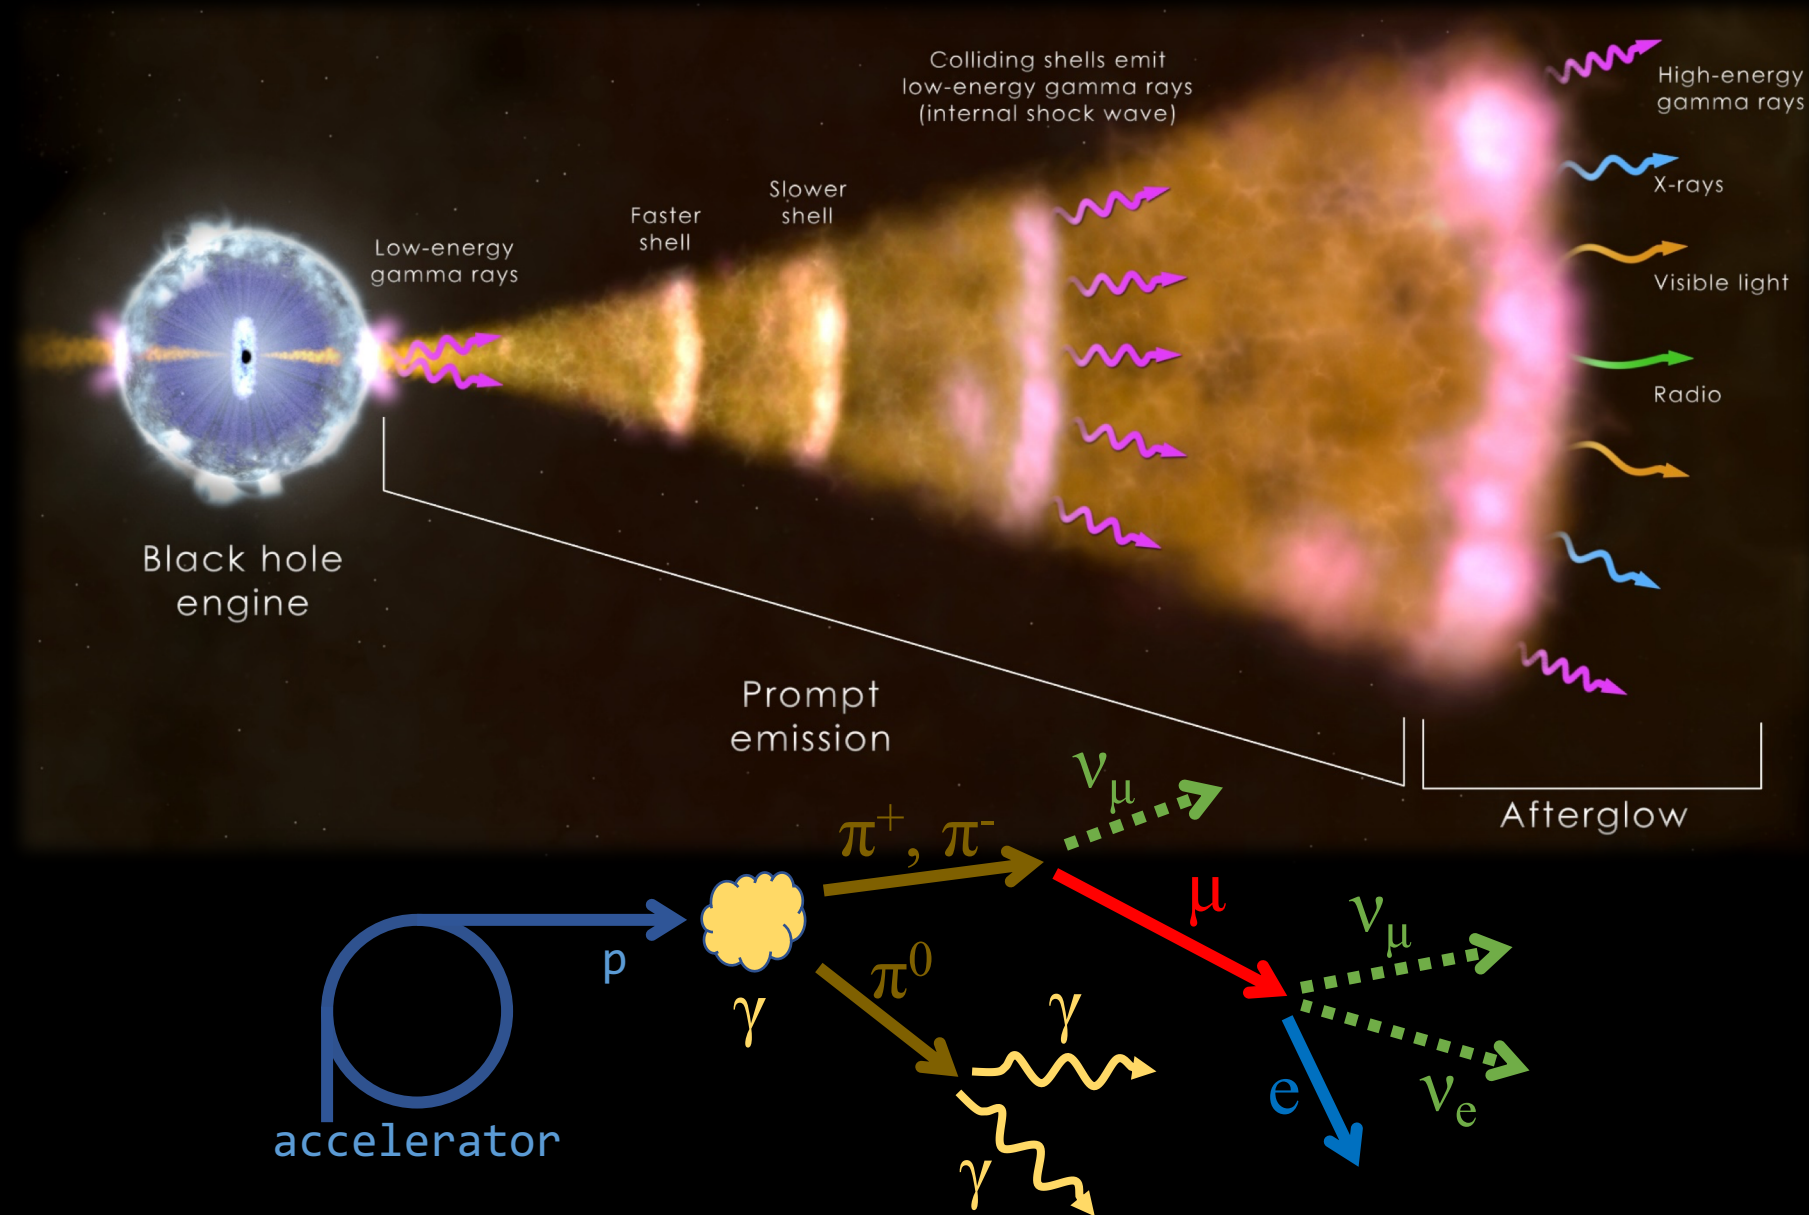 Colliding shells emit
low-energy gamma rays
(internal shock wave)
High-energy
gamma rays
X-rays
Slower
shell
Faster
shell
Low-energy
gamma rays
Visible light
Radio
Black hole
engine
Prompt
emission
Afterglow
νμ
π+, π-
μ
p
π0
γ
γ
νμ
e
νe
accelerator
γ